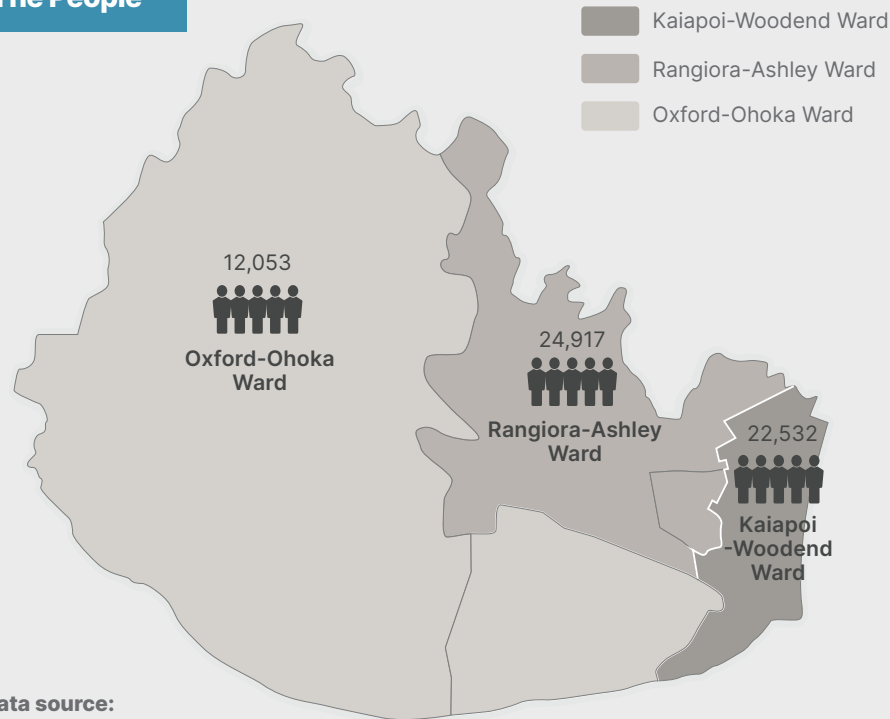 The People
Kaiapoi-Woodend Ward
Rangiora-Ashley Ward
Oxford-Ohoka Ward
12,053
Oxford-Ohoka
Ward
24,917
Rangiora-Ashley
Ward
22,532
Kaiapoi
-Woodend
Ward
ata source: